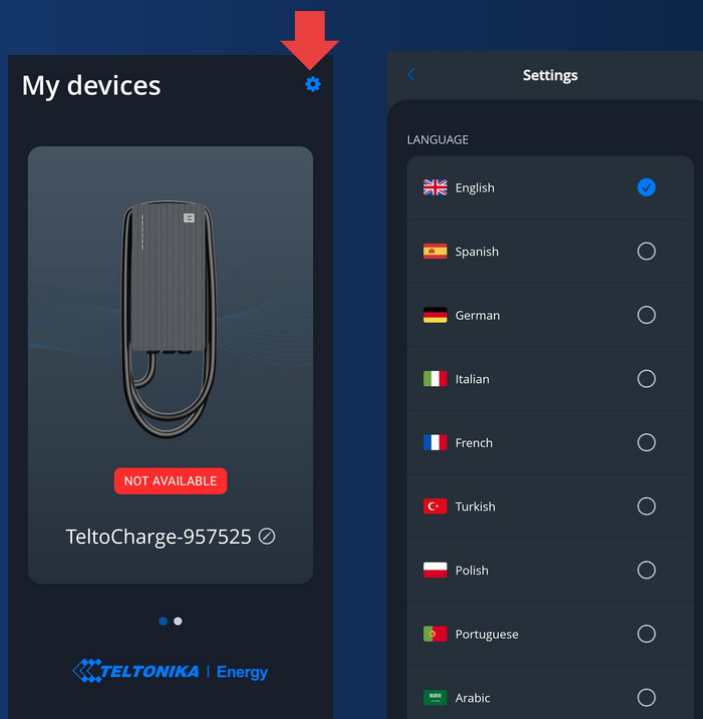 My devices
NOT AVAILABLE
TeltoCharge-957525
TELTONIKA | Energy
Settings
LANGUAGE
English
Spanish
German
Italian
French
Turkish
Polish
Portuguese
Arabic